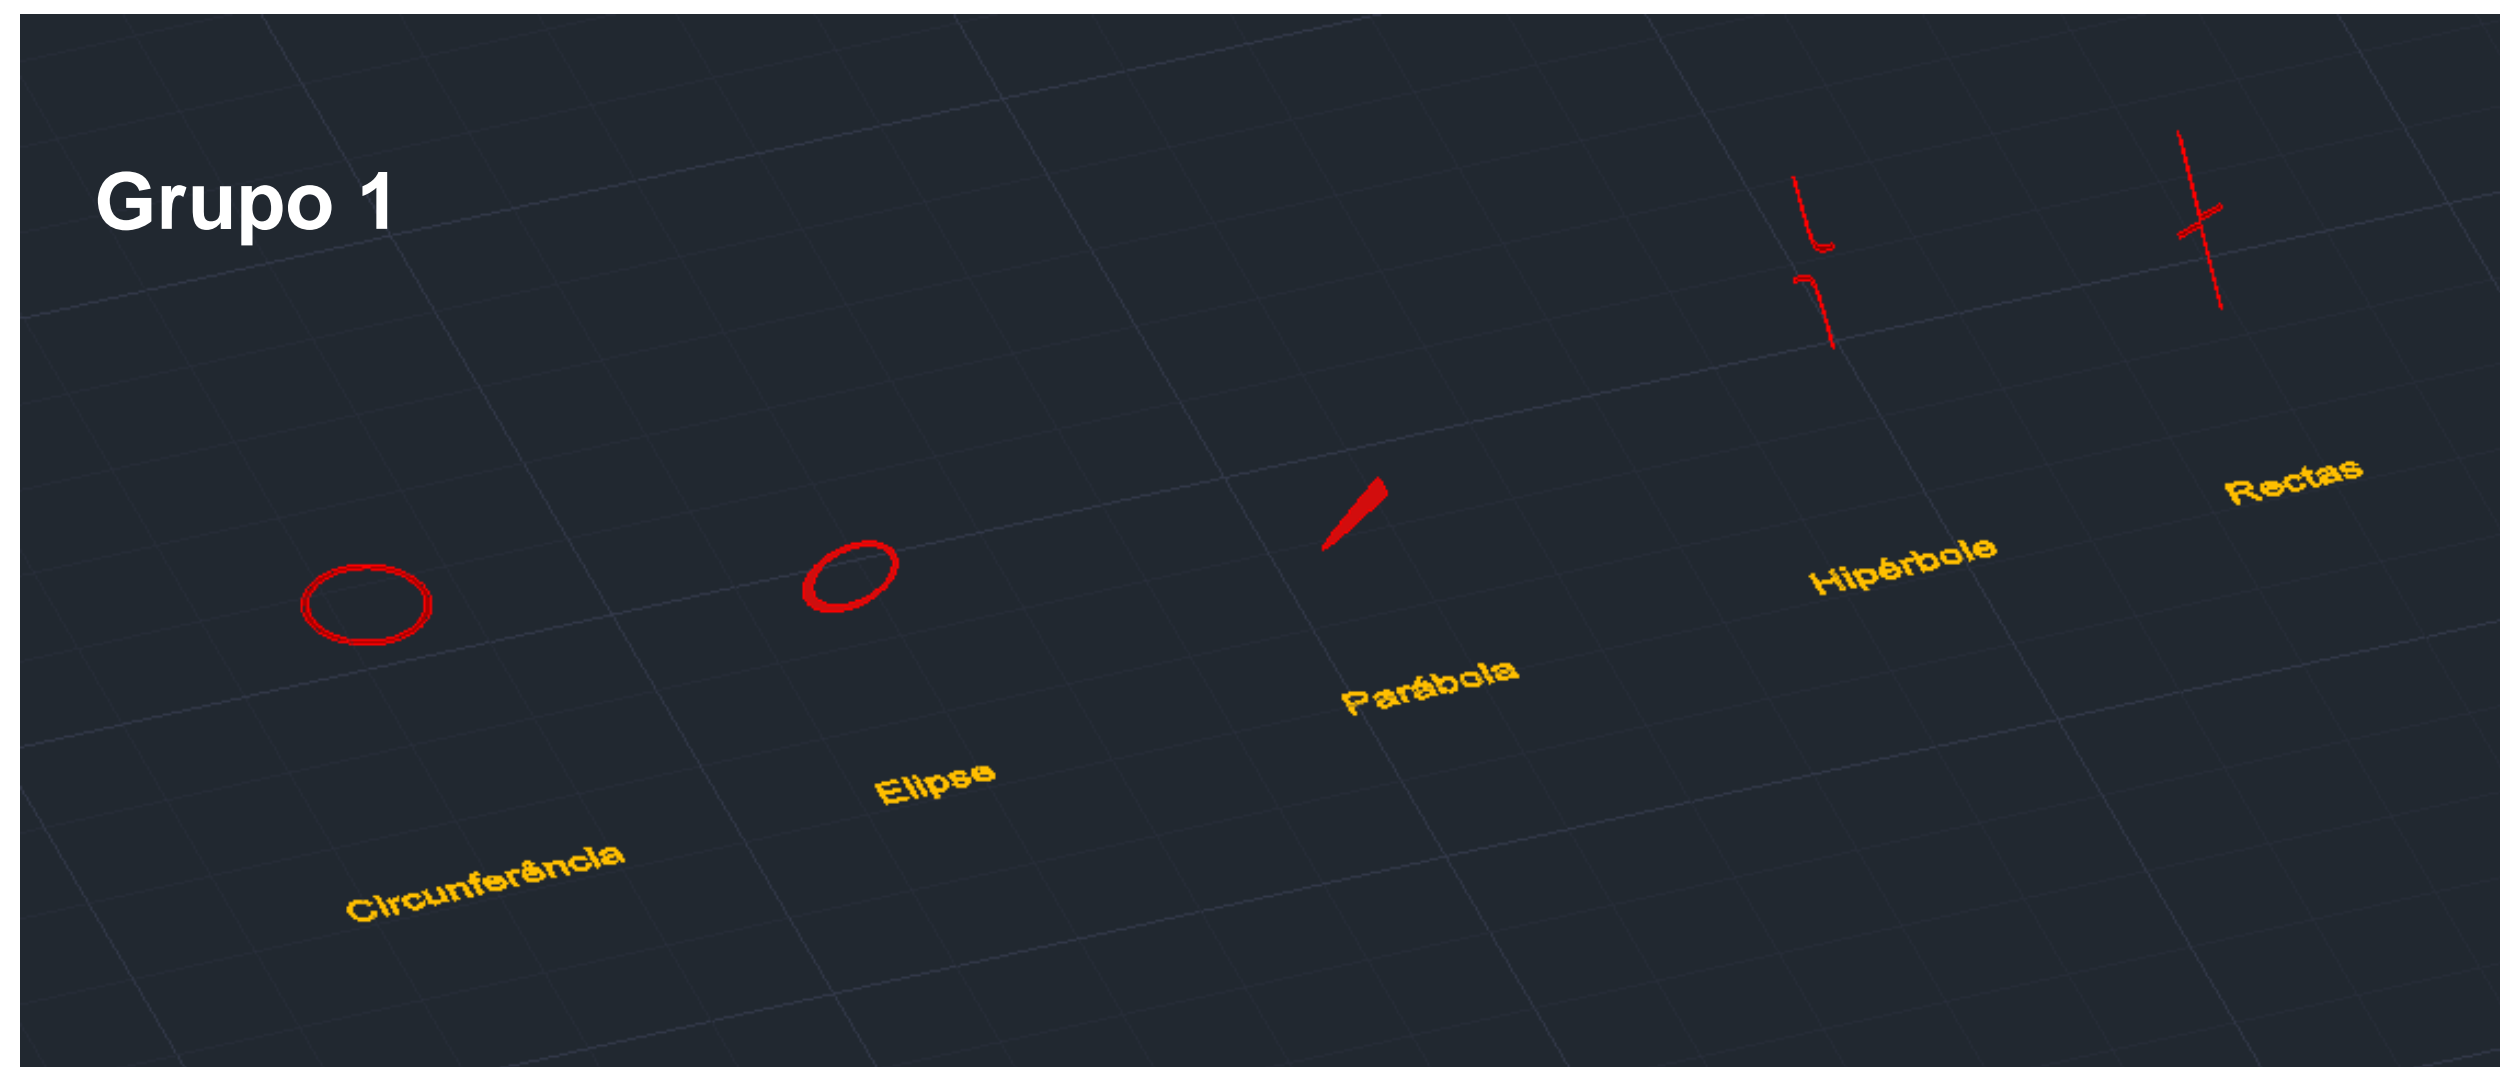 Grupo 1
Rectas
Hipérbole
Parábola
Elipse
Circunferência